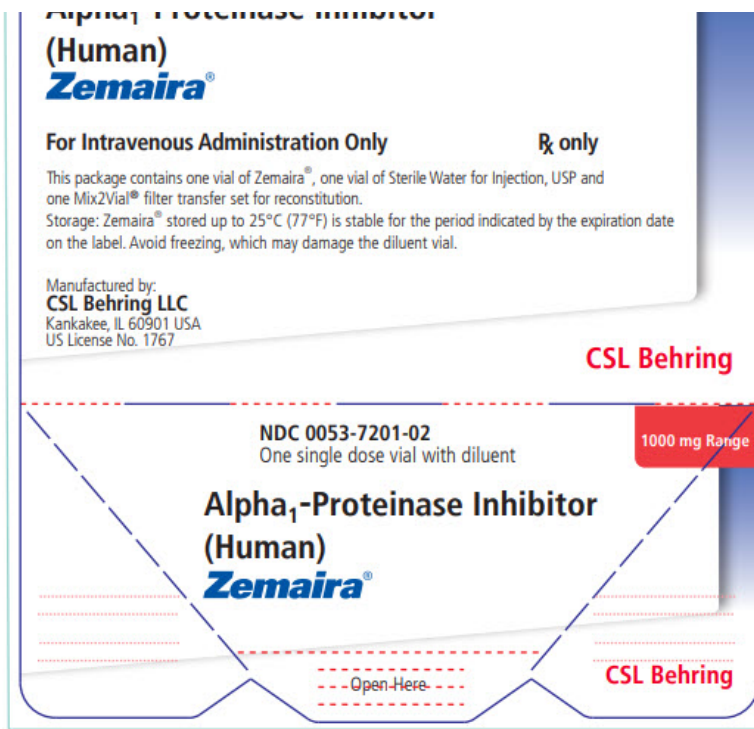 Alpha₁-Proteinase Inhibitor
(Human)
Zemaira®
For Intravenous Administration Only
℞ only
This package contains one vial of Zemaira®, one vial of Sterile Water for Injection, USP and
one Mix2Vial® filter transfer set for reconstitution.
Storage: Zemaira® stored up to 25°C (77°F) is stable for the period indicated by the expiration date
on the label. Avoid freezing, which may damage the diluent vial.
Manufactured by:
CSL Behring LLC
Kankakee, IL 60901 USA
US License No. 1767
CSL Behring
NDC 0053-7201-02
One single dose vial with diluent
1000 mg Range
Alpha₁-Proteinase Inhibitor
(Human)
Zemaira®
CSL Behring
Open Here